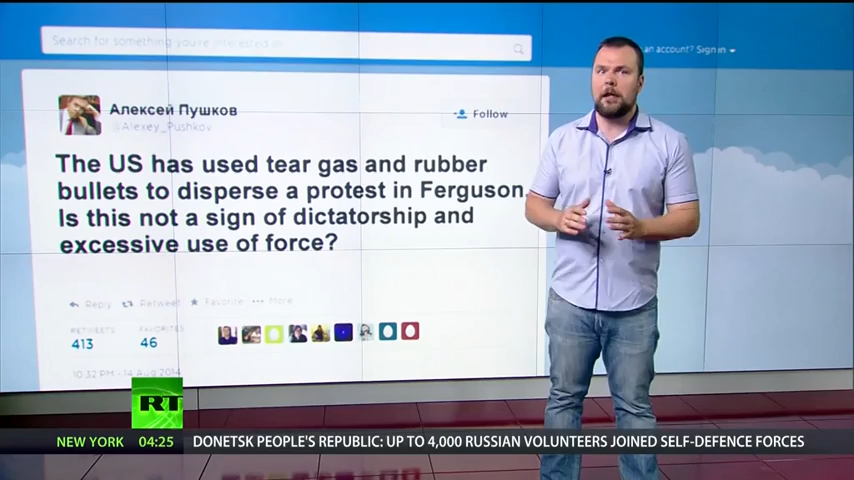 Search for something you're interested in
an account? Sign in
Алексей Пушков
@Alexey_Pushkov
Follow
The US has used tear gas and rubber
bullets to disperse a protest in Ferguson.
Is this not a sign of dictatorship and
excessive use of force?
Reply Retweet Favorite More
RETWEETS FAVORITES
413 46
10:32 PM - 14 Aug 2014
RT
NEW YORK 04:25 DONETSK PEOPLE'S REPUBLIC: UP TO 4,000 RUSSIAN VOLUNTEERS JOINED SELF-DEFENCE FORCES